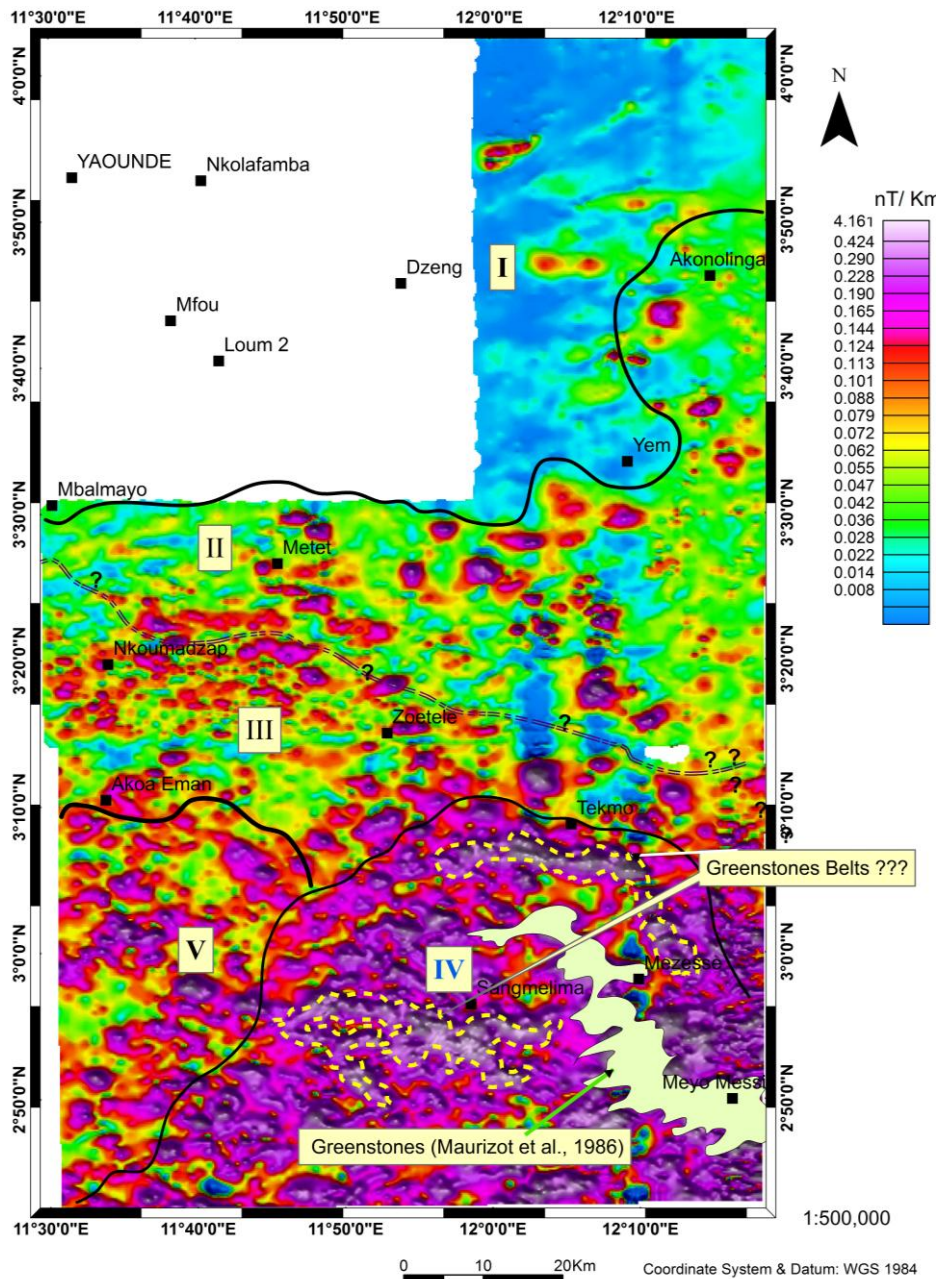 11°30'0"E 11°40'0"E 11°50'0"E 12°0'0"E 12°10'0"E
4°0'0"N
4°0'0"N
N
YAOUNDE
Nkolafamba
3°50'0"N
3°50'0"N
nT/ Km
4.161
0.424
0.290
0.228
0.190
0.165
0.144
0.124
0.113
0.101
0.088
0.079
0.072
0.062
0.055
0.047
0.042
0.036
0.028
0.022
0.014
0.008
I
Akonolinga
Dzeng
Mfou
Loum 2
3°40'0"N
3°40'0"N
Yem
Mbalmayo
3°30'0"N
3°30'0"N
II
Metet
?
Nkoumadzap
3°20'0"N
3°20'0"N
?
III
Zoetele
?
? ?
?
Akoa Eman
3°10'0"N
3°10'0"N
Tekmo
?
?
Greenstones Belts ???
V
IV
3°0'0"N
3°0'0"N
Mezesse
Sangmelima
Meyo Messi
2°50'0"N
2°50'0"N
Greenstones (Maurizot et al., 1986)
11°30'0"E 11°40'0"E 11°50'0"E 12°0'0"E 12°10'0"E
1:500,000
0 10 20Km
Coordinate System & Datum: WGS 1984